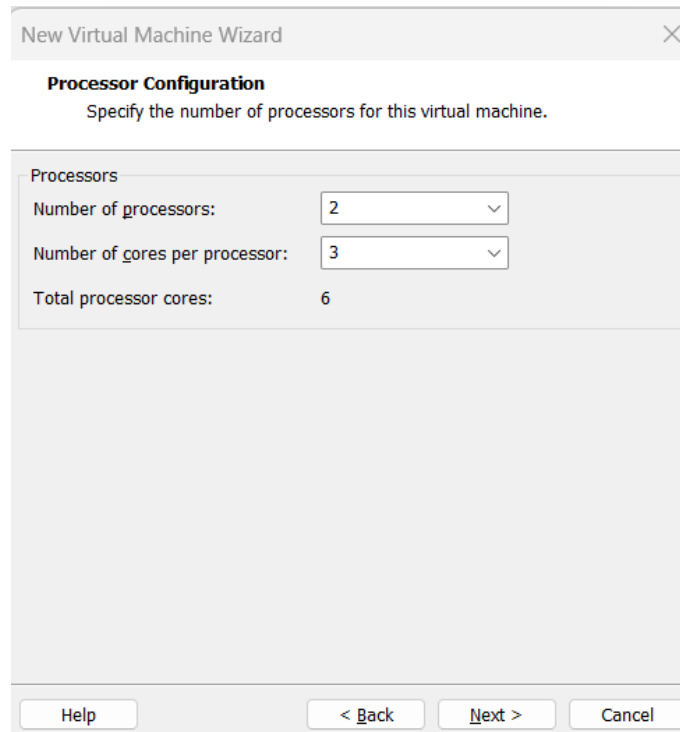 New Virtual Machine Wizard
Processor Configuration
Specify the number of processors for this virtual machine.
Processors
Number of processors: 2
Number of cores per processor: 3
Total processor cores: 6
Help < Back Next > Cancel